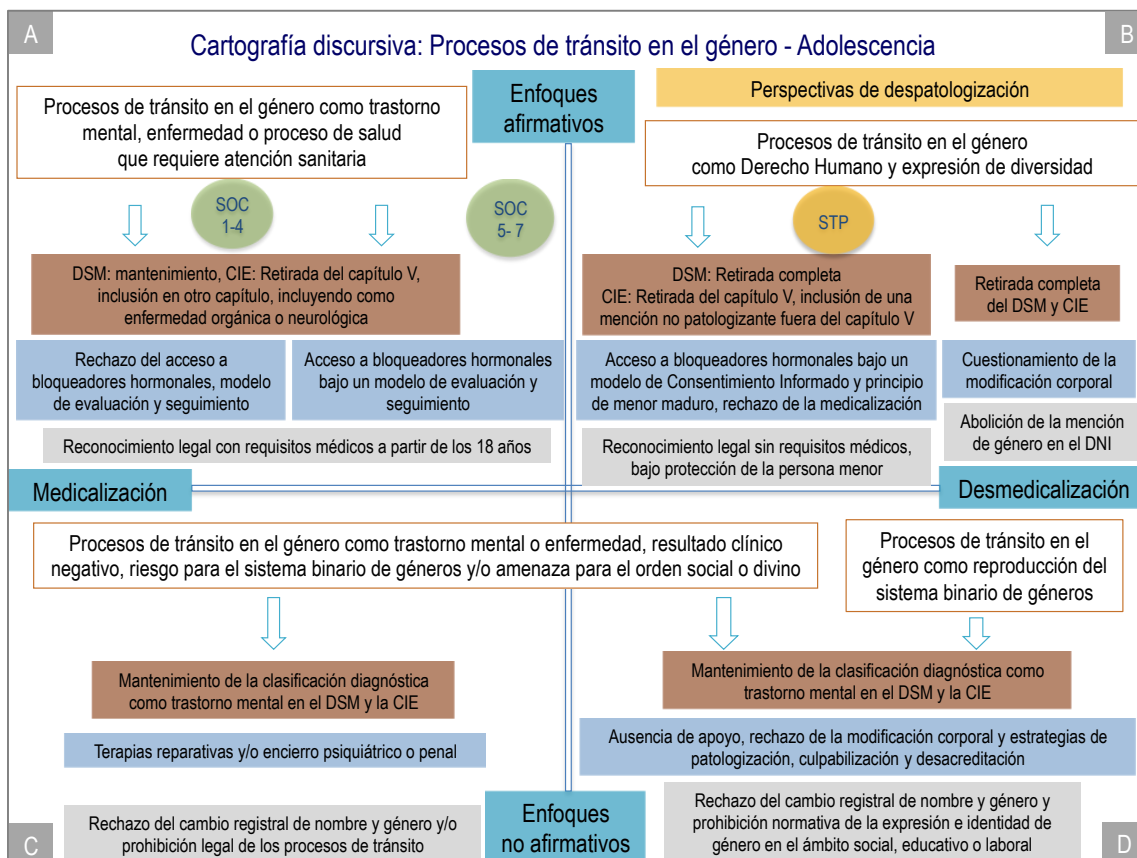 A
B
Cartografía discursiva: Procesos de tránsito en el género - Adolescencia
Procesos de tránsito en el género como trastorno
mental, enfermedad o proceso de salud
que requiere atención sanitaria
Enfoques
afirmativos
Perspectivas de despatologización
Procesos de tránsito en el género
como Derecho Humano y expresión de diversidad
SOC
1-4
SOC
5- 7
STP
DSM: mantenimiento, CIE: Retirada del capítulo V,
inclusión en otro capítulo, incluyendo como
enfermedad orgánica o neurológica
DSM: Retirada completa
CIE: Retirada del capítulo V, inclusión de una
mención no patologizante fuera del capítulo V
Retirada completa
del DSM y CIE
Rechazo del acceso a
bloqueadores hormonales, modelo
de evaluación y seguimiento
Acceso a bloqueadores hormonales
bajo un modelo de evaluación y
seguimiento
Acceso a bloqueadores hormonales bajo un
modelo de Consentimiento Informado y principio
de menor maduro, rechazo de la medicalización
Cuestionamiento de la
modificación corporal
Reconocimiento legal con requisitos médicos a partir de los 18 años
Reconocimiento legal sin requisitos médicos,
bajo protección de la persona menor
Abolición de la mención
de género en el DNI
Medicalización
Desmedicalización
Procesos de tránsito en el género como trastorno mental o enfermedad, resultado clínico
negativo, riesgo para el sistema binario de géneros y/o amenaza para el orden social o divino
Procesos de tránsito en el
género como reproducción del
sistema binario de géneros
Mantenimiento de la clasificación diagnóstica
como trastorno mental en el DSM y la CIE
Mantenimiento de la clasificación diagnóstica como
trastorno mental en el DSM y la CIE
Terapias reparativas y/o encierro psiquiátrico o penal
Ausencia de apoyo, rechazo de la modificación corporal y estrategias de
patologización, culpabilización y desacreditación
Rechazo del cambio registral de nombre y género y/o
prohibición legal de los procesos de tránsito
Enfoques
no afirmativos
Rechazo del cambio registral de nombre y género y
prohibición normativa de la expresión e identidad de
género en el ámbito social, educativo o laboral
C
D